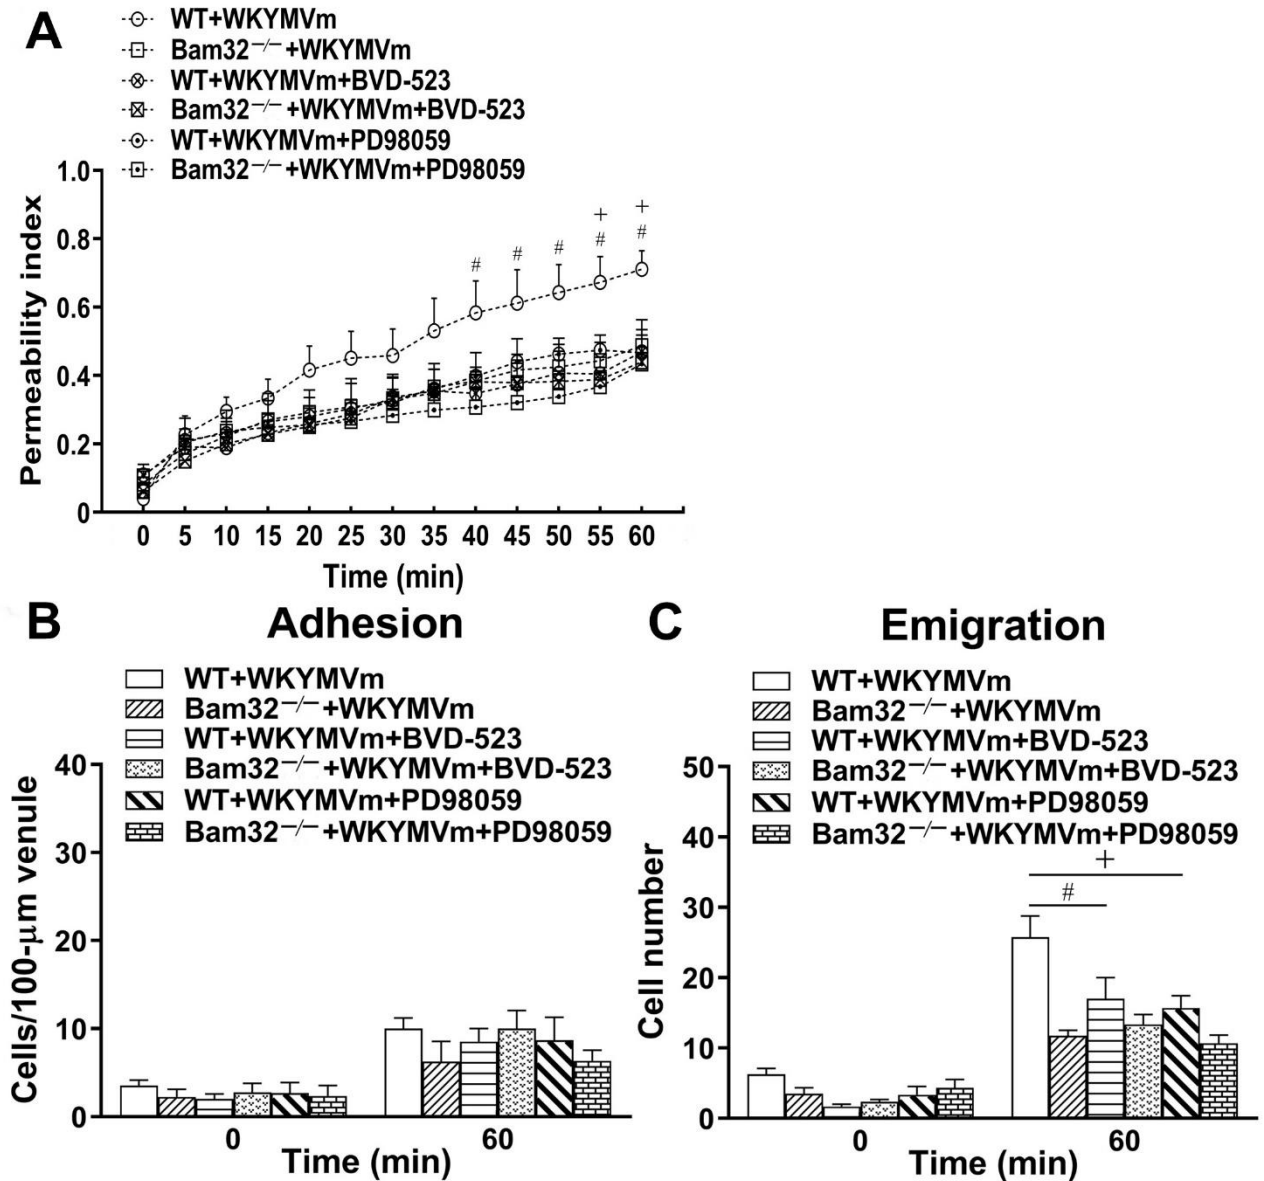 A
WT+WKYMVm
Bam32−/−+WKYMVm
WT+WKYMVm+BVD-523
Bam32−/−+WKYMVm+BVD-523
WT+WKYMVm+PD98059
Bam32−/−+WKYMVm+PD98059
Permeability index
1.0
0.8
0.6
0.4
0.2
0
+ +
# # # # #
0 5 10 15 20 25 30 35 40 45 50 55 60
Time (min)
B
Adhesion
WT+WKYMVm
Bam32−/−+WKYMVm
WT+WKYMVm+BVD-523
Bam32−/−+WKYMVm+BVD-523
WT+WKYMVm+PD98059
Bam32−/−+WKYMVm+PD98059
Cells/100-μm venule
40
30
20
10
0
0 60
Time (min)
C
Emigration
WT+WKYMVm
Bam32−/−+WKYMVm
WT+WKYMVm+BVD-523
Bam32−/−+WKYMVm+BVD-523
WT+WKYMVm+PD98059
Bam32−/−+WKYMVm+PD98059
Cell number
50
40
30
20
10
0
+
#
0 60
Time (min)